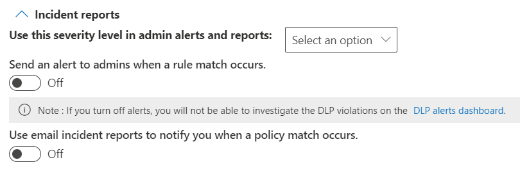 Incident reports
Use this severity level in admin alerts and reports: Select an option
Send an alert to admins when a rule match occurs.
Off
Note : If you turn off alerts, you will not be able to investigate the DLP violations on the DLP alerts dashboard.
Use email incident reports to notify you when a policy match occurs.
Off